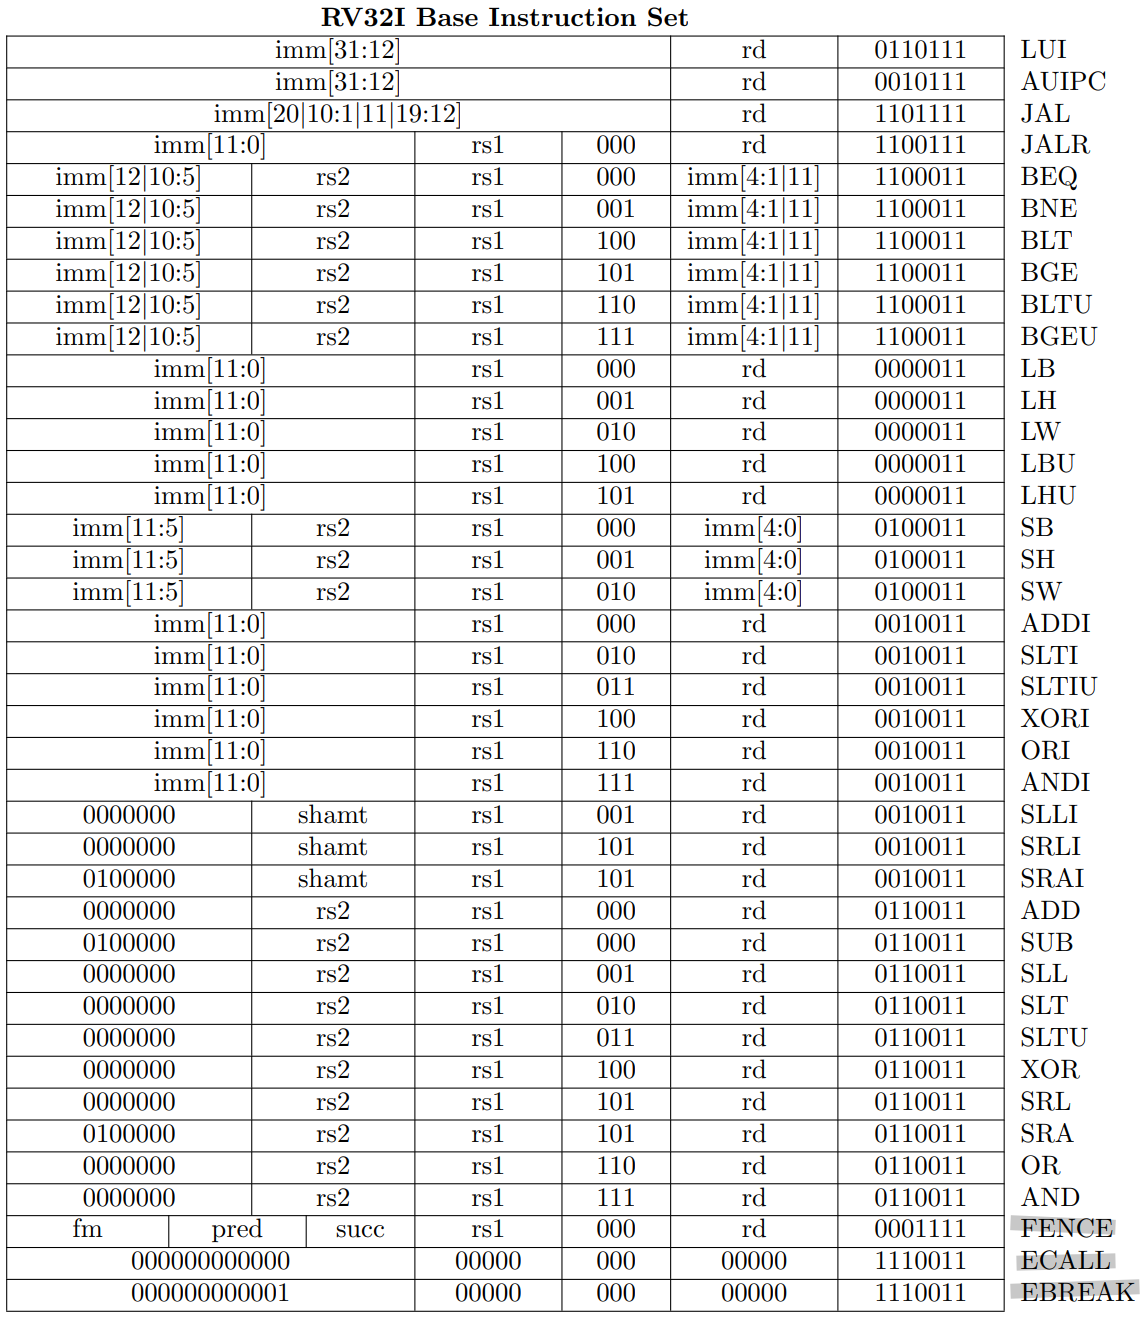 RV32I Base Instruction Set
imm[31:12] rd 0110111 LUI
imm[31:12] rd 0010111 AUIPC
imm[20|10:1|11|19:12] rd 1101111 JAL
imm[11:0] rs1 000 rd 1100111 JALR
imm[12|10:5] rs2 rs1 000 imm[4:1|11] 1100011 BEQ
imm[12|10:5] rs2 rs1 001 imm[4:1|11] 1100011 BNE
imm[12|10:5] rs2 rs1 100 imm[4:1|11] 1100011 BLT
imm[12|10:5] rs2 rs1 101 imm[4:1|11] 1100011 BGE
imm[12|10:5] rs2 rs1 110 imm[4:1|11] 1100011 BLTU
imm[12|10:5] rs2 rs1 111 imm[4:1|11] 1100011 BGEU
imm[11:0] rs1 000 rd 0000011 LB
imm[11:0] rs1 001 rd 0000011 LH
imm[11:0] rs1 010 rd 0000011 LW
imm[11:0] rs1 100 rd 0000011 LBU
imm[11:0] rs1 101 rd 0000011 LHU
imm[11:5] rs2 rs1 000 imm[4:0] 0100011 SB
imm[11:5] rs2 rs1 001 imm[4:0] 0100011 SH
imm[11:5] rs2 rs1 010 imm[4:0] 0100011 SW
imm[11:0] rs1 000 rd 0010011 ADDI
imm[11:0] rs1 010 rd 0010011 SLTI
imm[11:0] rs1 011 rd 0010011 SLTIU
imm[11:0] rs1 100 rd 0010011 XORI
imm[11:0] rs1 110 rd 0010011 ORI
imm[11:0] rs1 111 rd 0010011 ANDI
0000000 shamt rs1 001 rd 0010011 SLLI
0000000 shamt rs1 101 rd 0010011 SRLI
0100000 shamt rs1 101 rd 0010011 SRAI
0000000 rs2 rs1 000 rd 0110011 ADD
0100000 rs2 rs1 000 rd 0110011 SUB
0000000 rs2 rs1 001 rd 0110011 SLL
0000000 rs2 rs1 010 rd 0110011 SLT
0000000 rs2 rs1 011 rd 0110011 SLTU
0000000 rs2 rs1 100 rd 0110011 XOR
0000000 rs2 rs1 101 rd 0110011 SRL
0100000 rs2 rs1 101 rd 0110011 SRA
0000000 rs2 rs1 110 rd 0110011 OR
0000000 rs2 rs1 111 rd 0110011 AND
fm pred succ rs1 000 rd 0001111 FENCE
000000000000 00000 000 00000 1110011 ECALL
000000000001 00000 000 00000 1110011 EBREAK